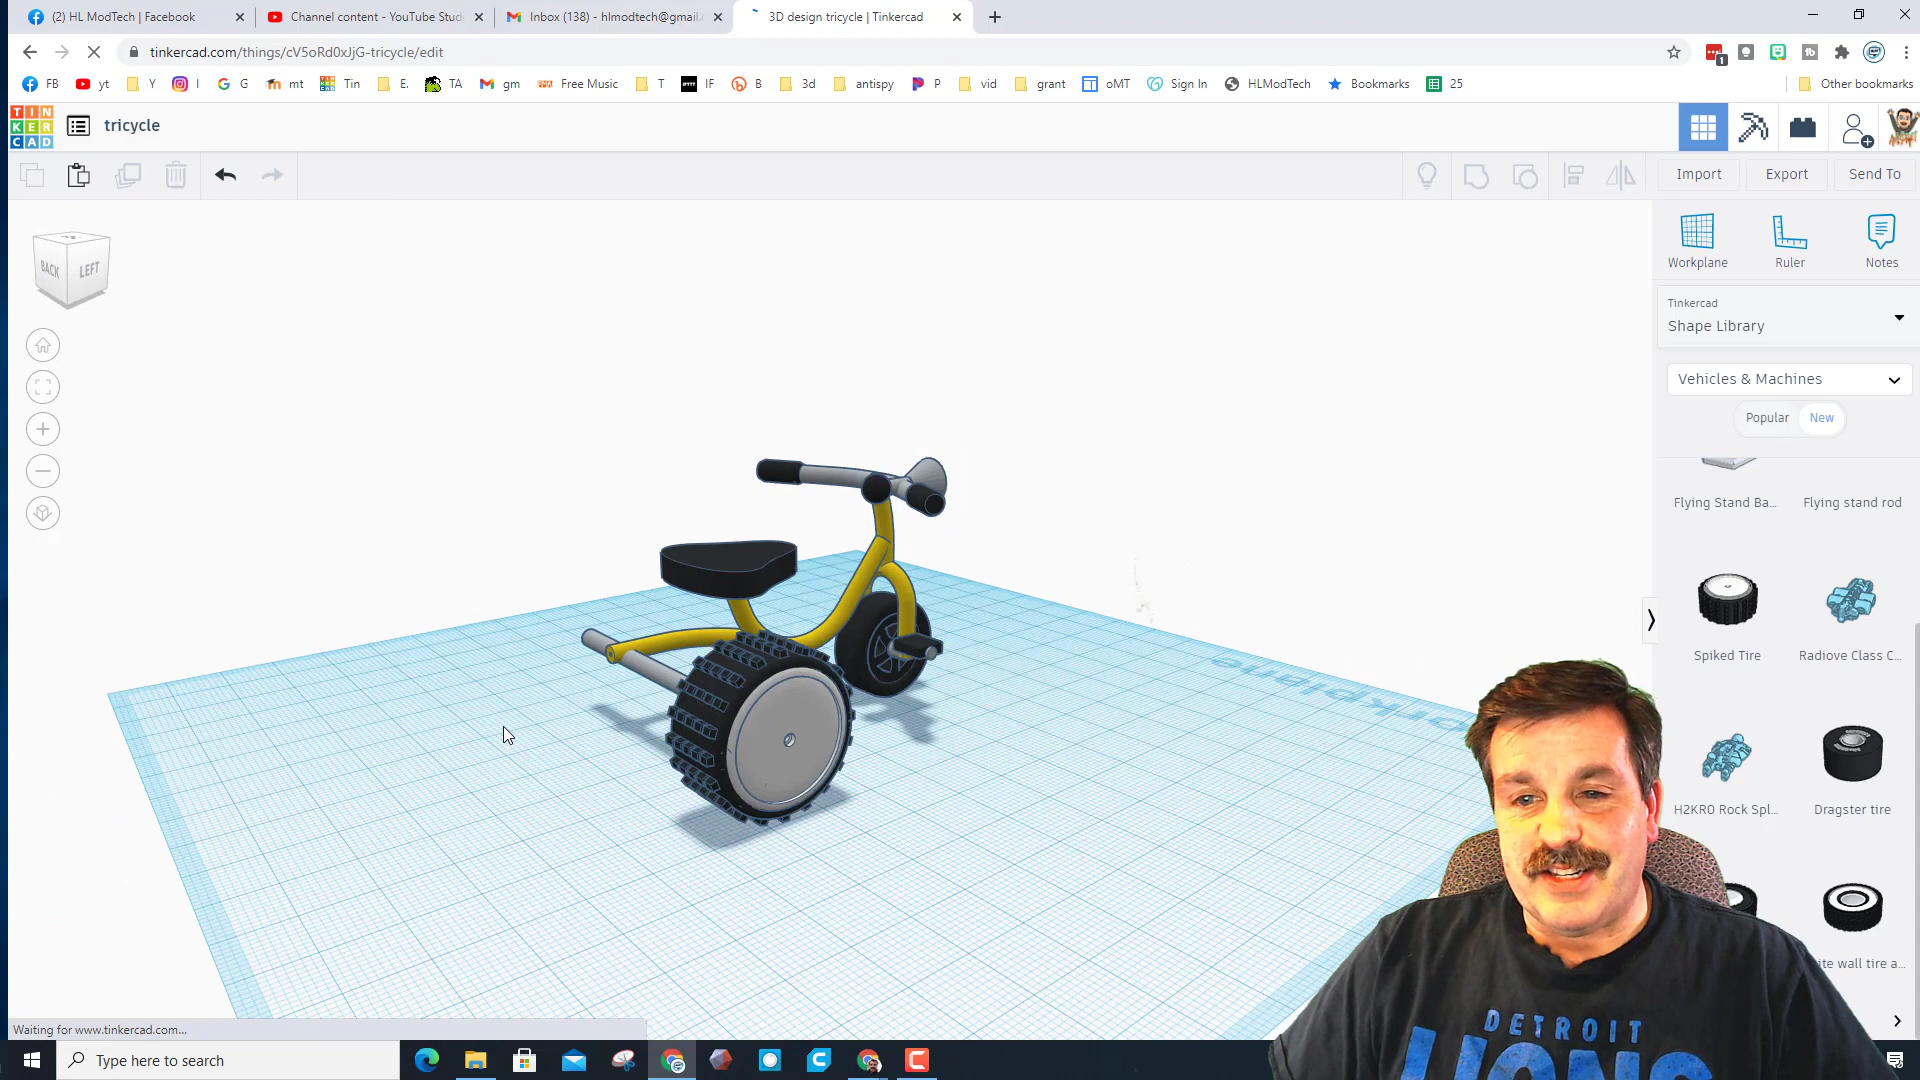 (2) HL ModTech | Facebook
Channel content - YouTube Stud
Inbox (138) - hlmodtech@gmail.
3D design tricycle | Tinkercad
tinkercad.com/things/cV5oRd0xJjG-tricycle/edit
1
FB
yt
Y
I
G
mt
Tin
E.
TA
gm
Free Music
T
IF
B
3d
antispy
P
vid
grant
oMT
Sign In
HLModTech
Bookmarks
25
Other bookmarks
TIN
KER
CAD
tricycle
Import
Export
Send To
BACK
LEFT
Workplane
Ruler
Notes
Tinkercad
Shape Library
Vehicles & Machines
Popular
New
Flying Stand Ba...
Flying stand rod
Spiked Tire
Radiove Class C...
H2KR0 Rock Spl...
Dragster tire
ite wall tire a...
orkplane
DETROIT
LIONS
Waiting for www.tinkercad.com...
Type here to search